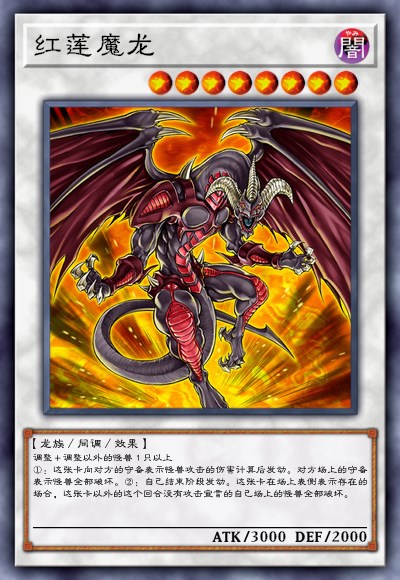 红莲魔龙
やみ
闇
【龙族／同调／效果】
调整＋调整以外的怪兽１只以上
①：这张卡向对方的守备表示怪兽攻击的伤害计算后发动。对方场上的守备
表示怪兽全部破坏。②：自己结束阶段发动。这张卡在场上表侧表示存在的
场合，这张卡以外的这个回合没有攻击宣言的自己场上的怪兽全部破坏。
ATK/3000 DEF/2000